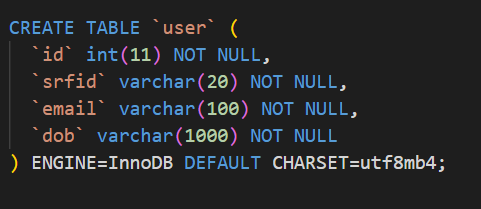 CREATE TABLE `user` (
  `id` int(11) NOT NULL,
  `srfid` varchar(20) NOT NULL,
  `email` varchar(100) NOT NULL,
  `dob` varchar(1000) NOT NULL
) ENGINE=InnoDB DEFAULT CHARSET=utf8mb4;